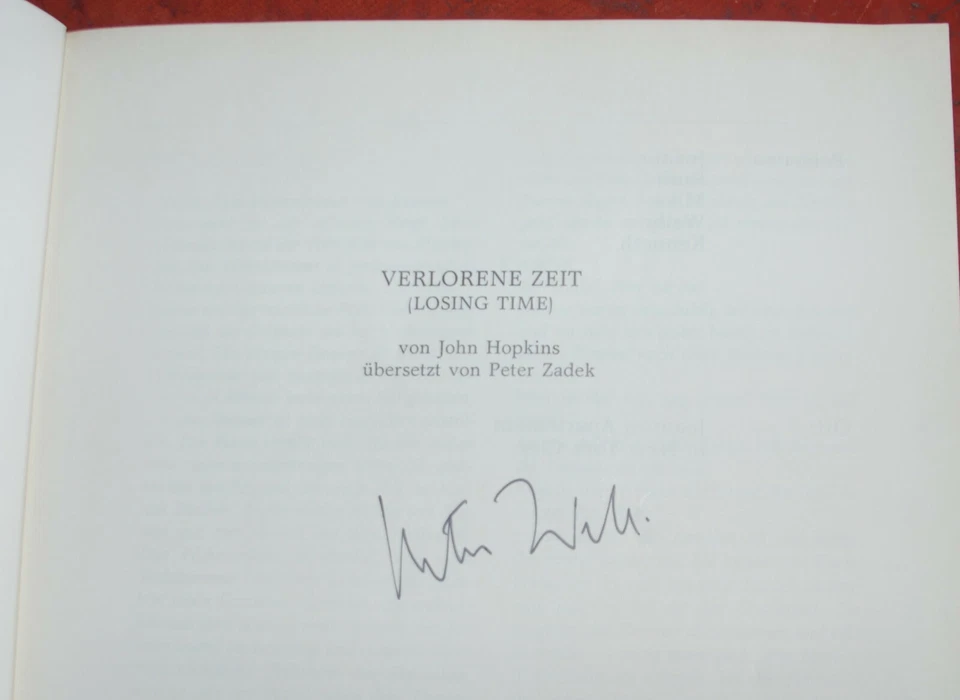 VERLORENE ZEIT
(LOSING TIME)
von John Hopkins
übersetzt von Peter Zadek